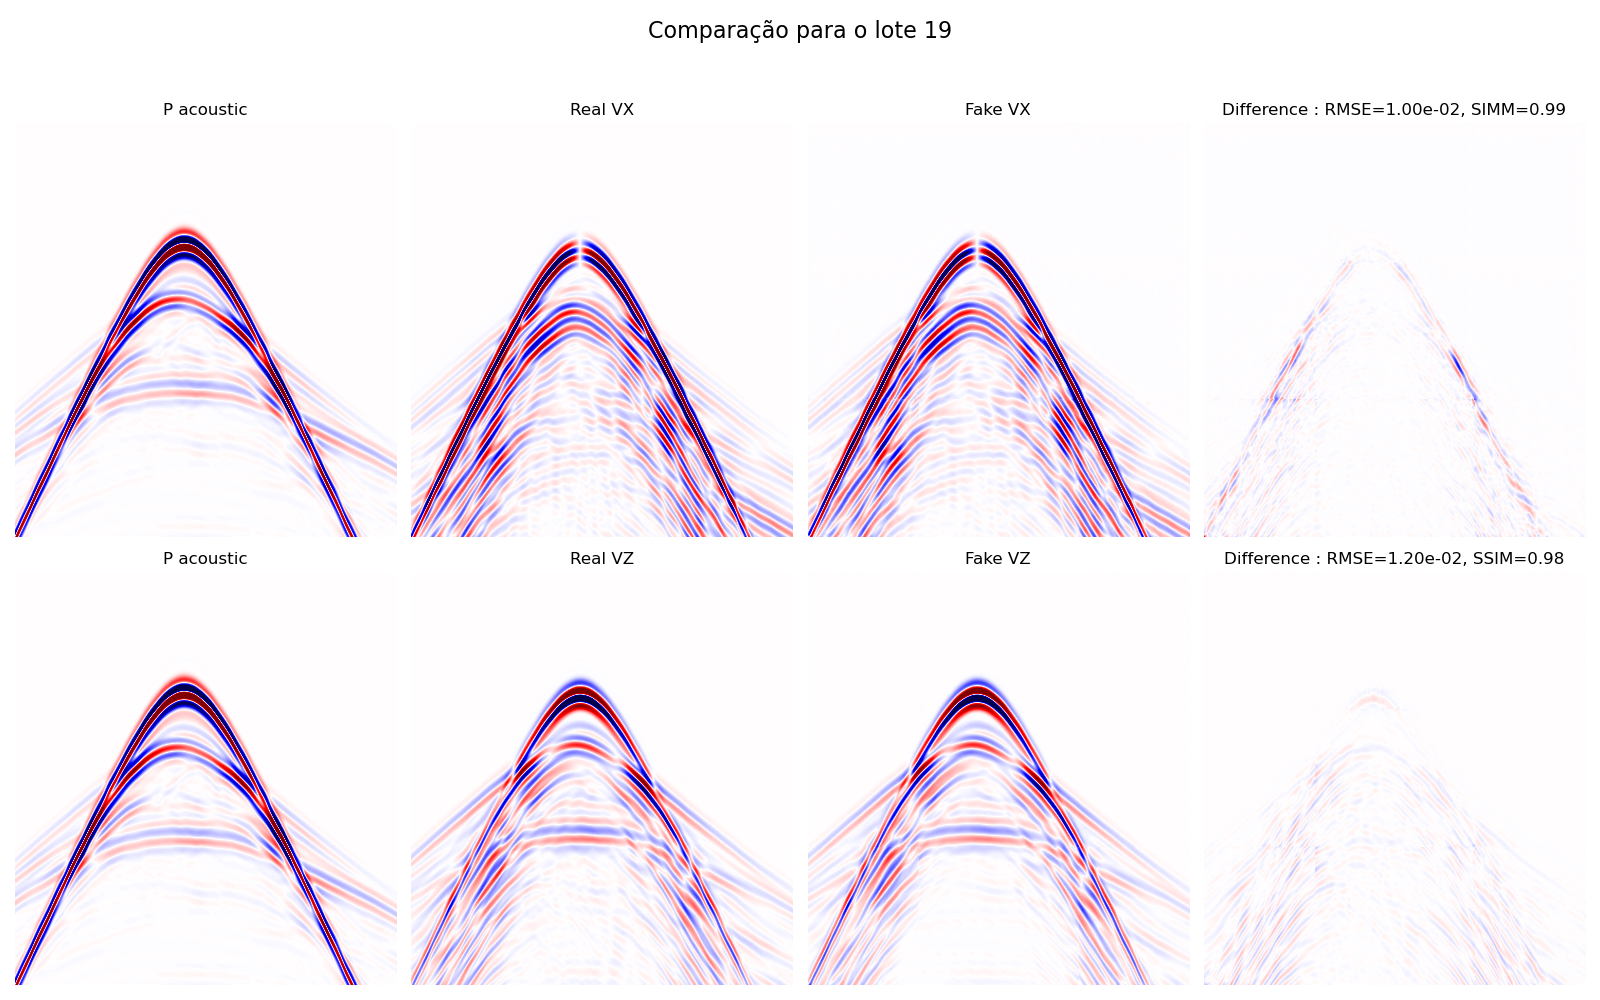 Comparação para o lote 19
P acoustic
Real VX
Fake VX
Difference : RMSE=1.00e-02, SIMM=0.99
P acoustic
Real VZ
Fake VZ
Difference : RMSE=1.20e-02, SSIM=0.98